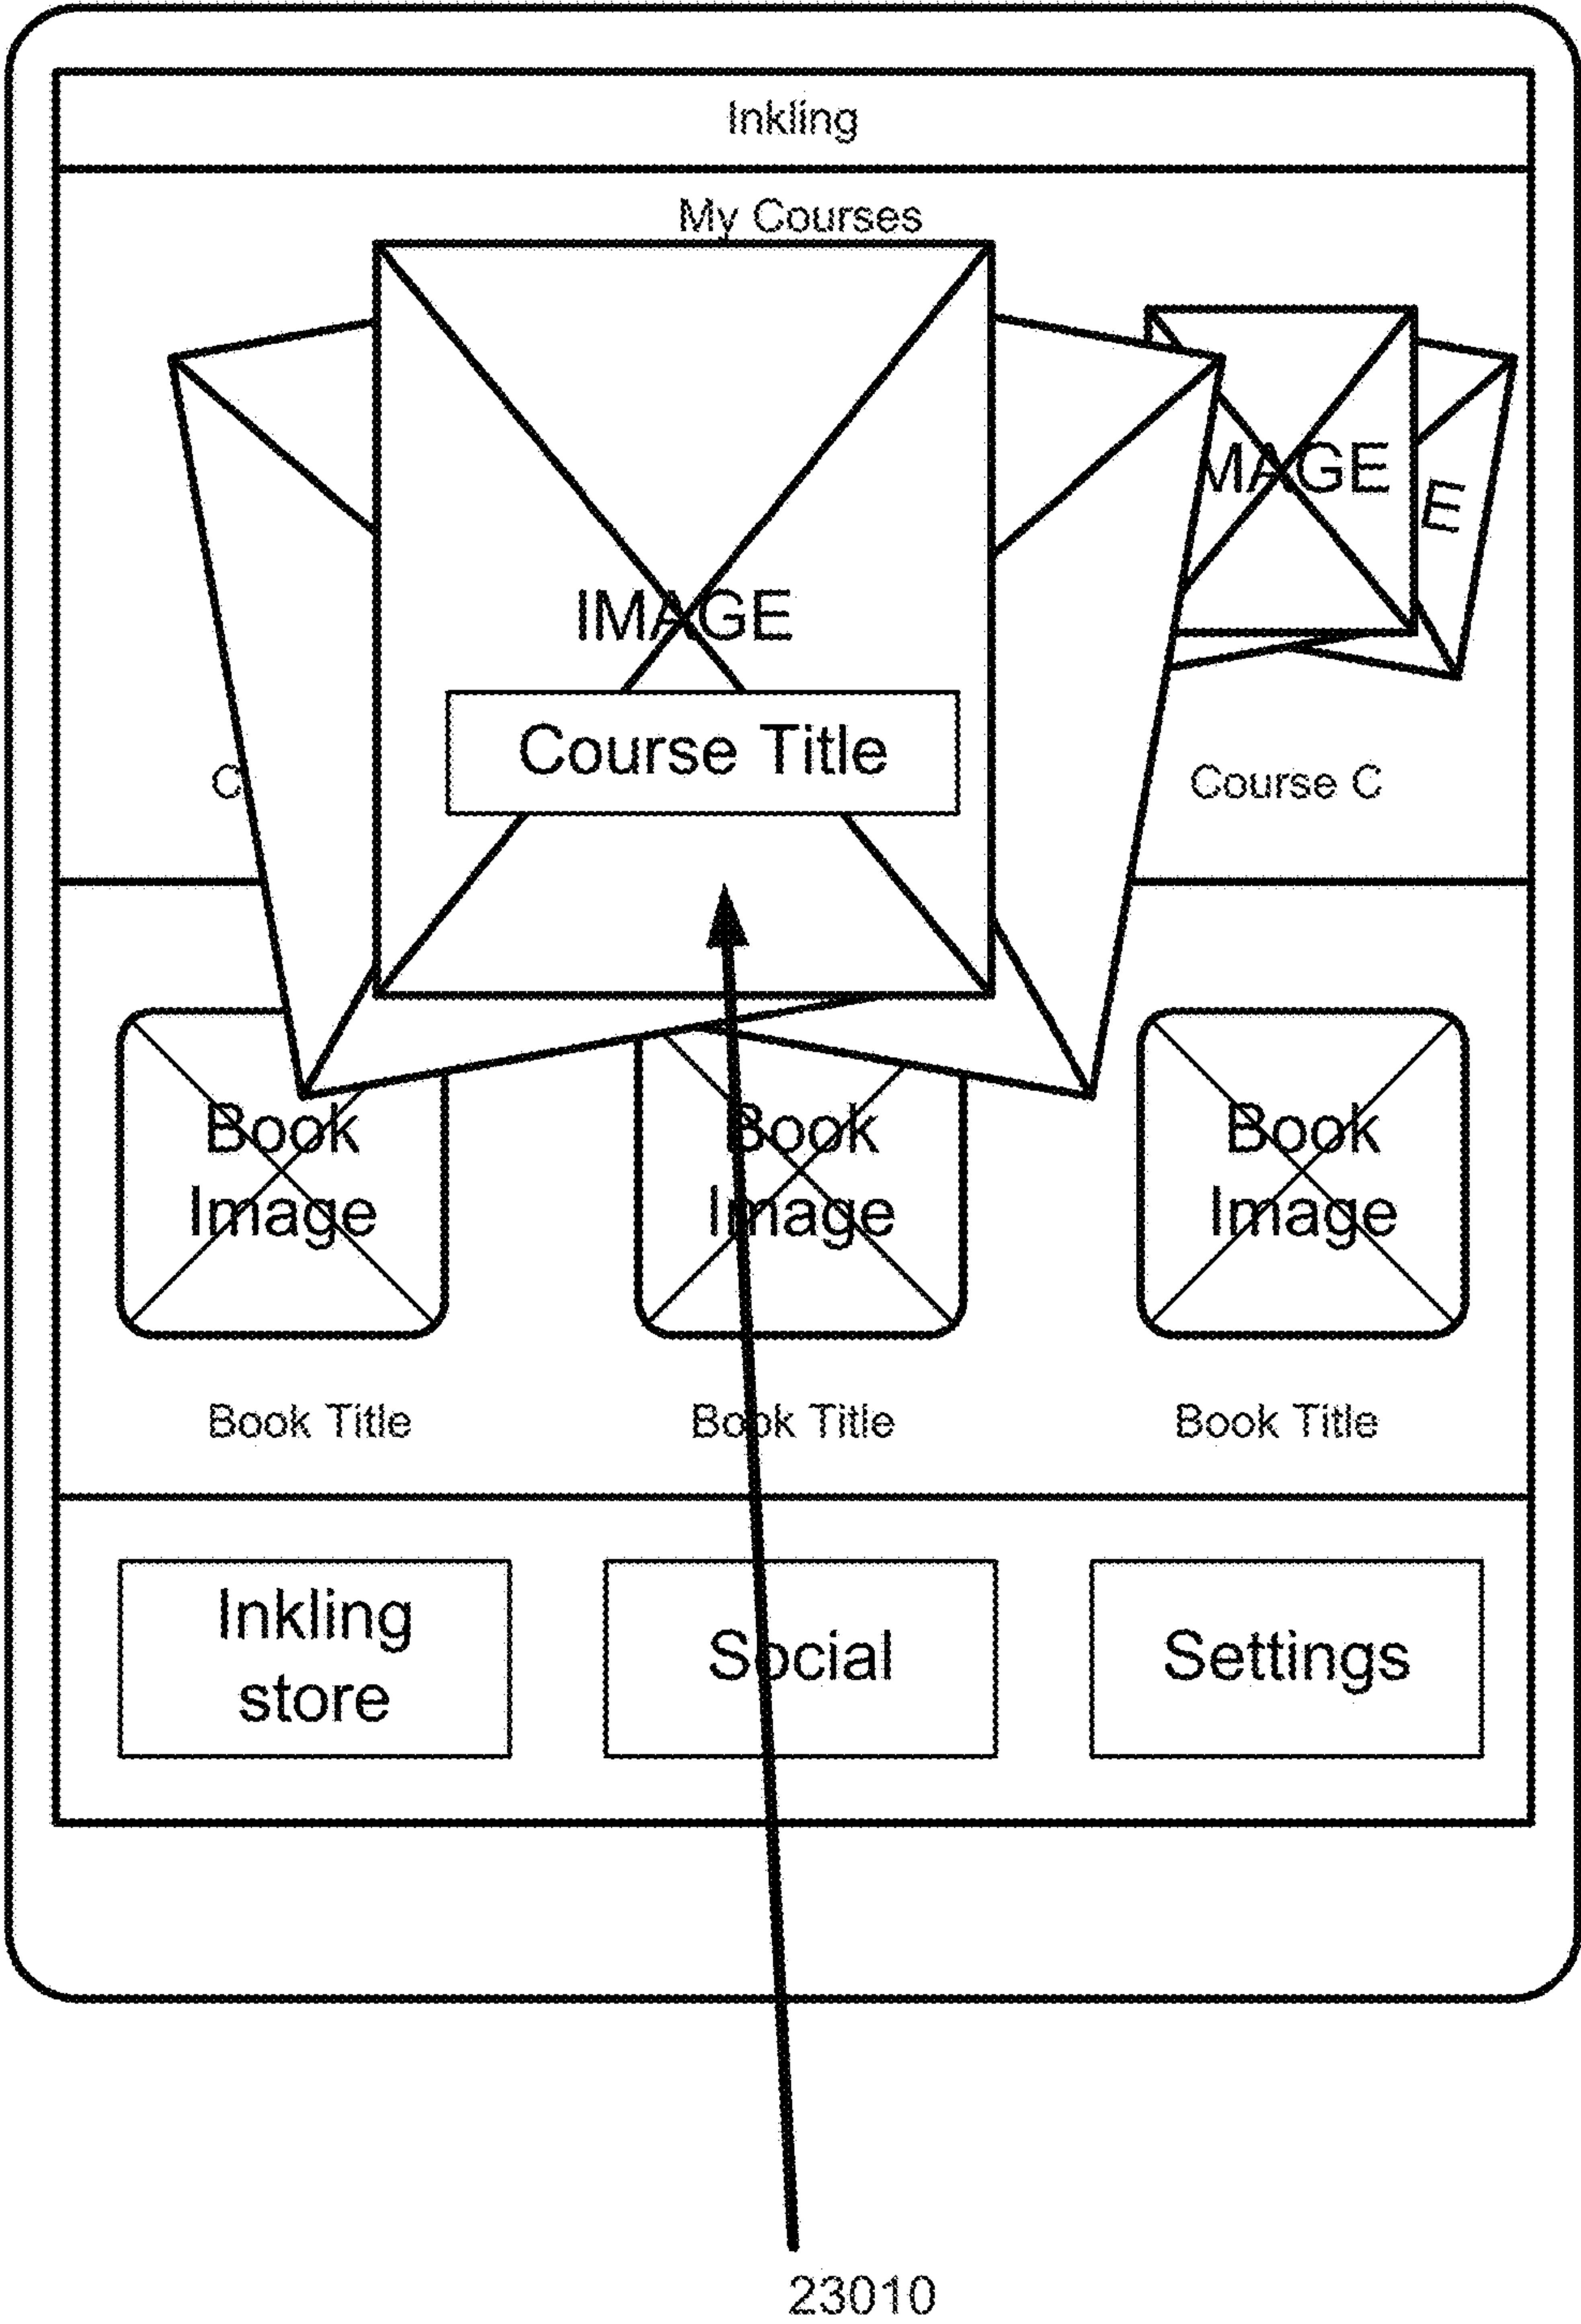 Inkling
My Courses
MAGE
E
IMAGE
Course Title
C
Course C
Book
Image
Book
Image
Book
Image
Book Title
Book Title
Book Title
Inkling
store
Social
Settings
23010